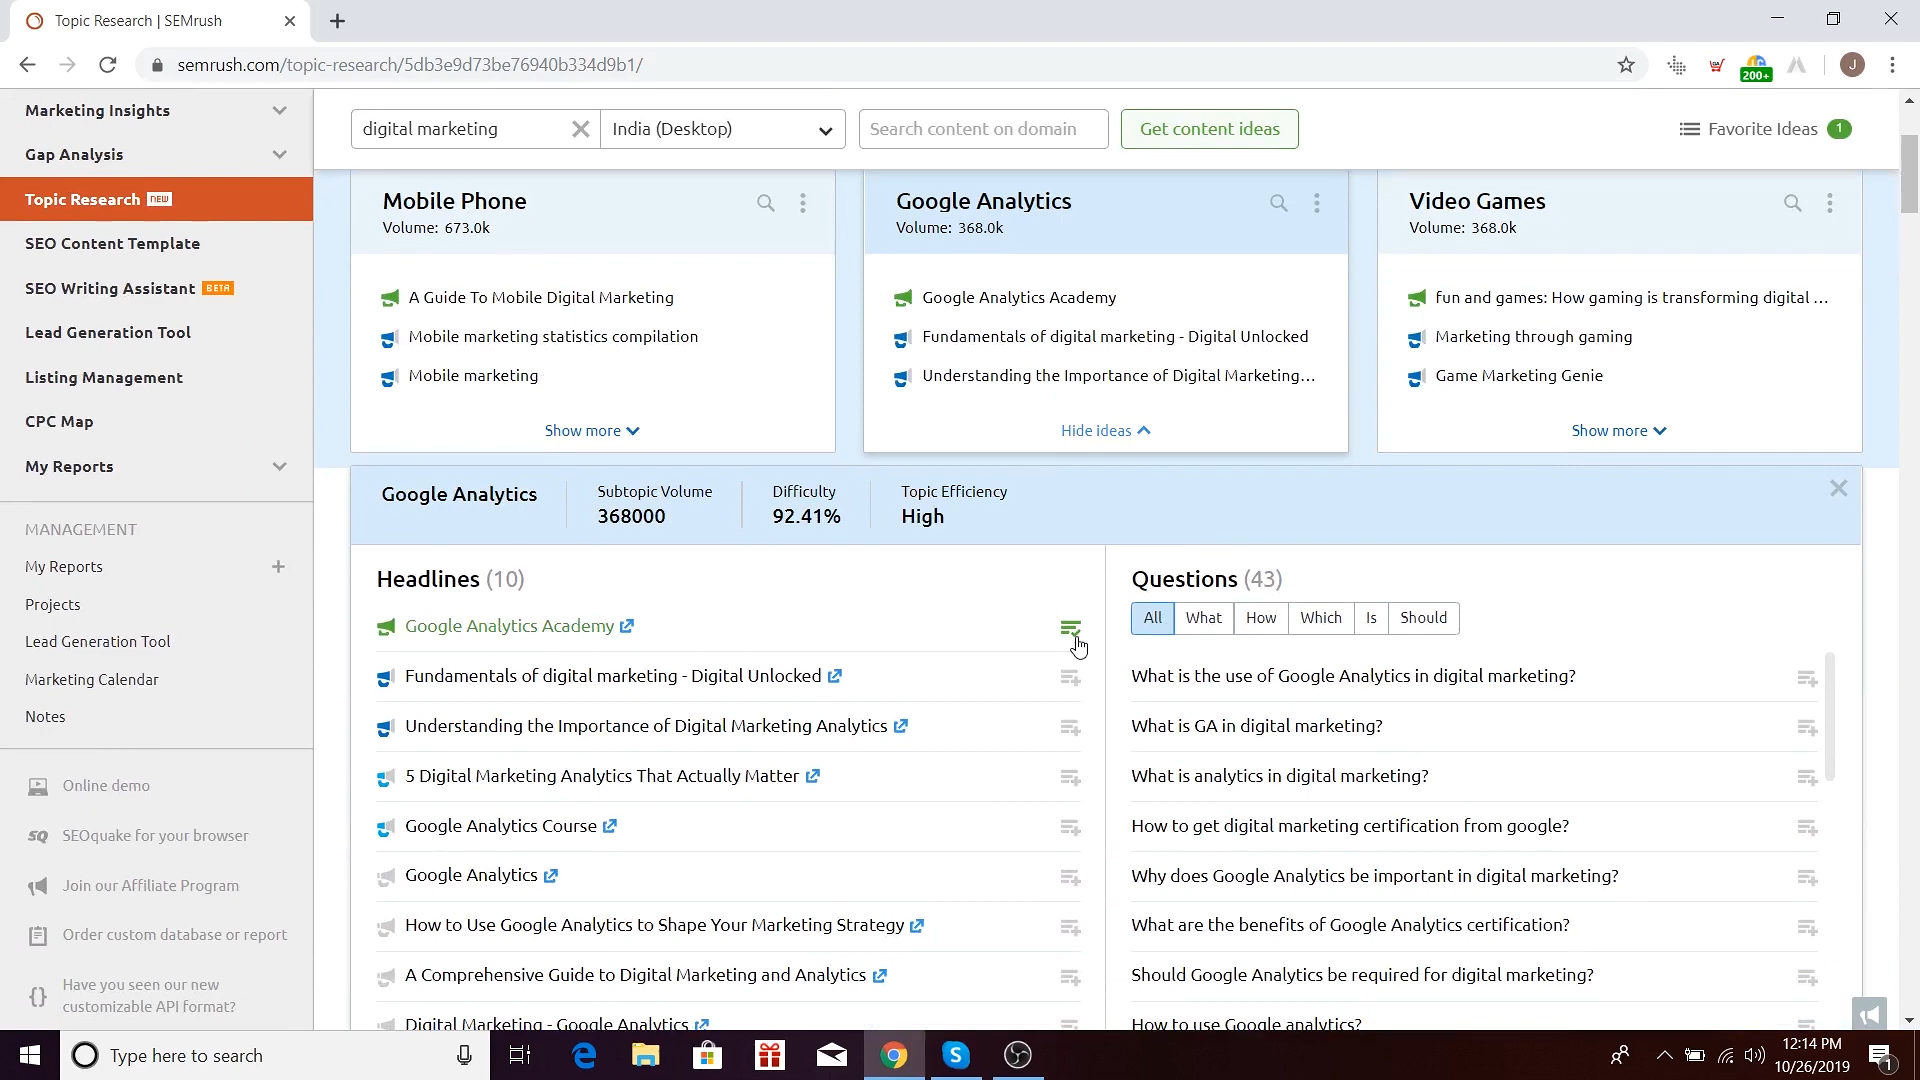 Topic Research | SEMrush
semrush.com/topic-research/5db3e9d73be76940b334d9b1/
200+
J
Marketing Insights
Gap Analysis
Topic Research NEW
SEO Content Template
SEO Writing Assistant BETA
Lead Generation Tool
Listing Management
CPC Map
My Reports
MANAGEMENT
My Reports
Projects
Lead Generation Tool
Marketing Calendar
Notes
Online demo
SQ SEOquake for your browser
Join our Affiliate Program
Order custom database or report
Have you seen our new
customizable API format?
digital marketing
India (Desktop)
Search content on domain
Get content ideas
Favorite Ideas 1
Mobile Phone
Volume: 673.0k
A Guide To Mobile Digital Marketing
Mobile marketing statistics compilation
Mobile marketing
Show more
Google Analytics
Volume: 368.0k
Google Analytics Academy
Fundamentals of digital marketing - Digital Unlocked
Understanding the Importance of Digital Marketing...
Hide ideas
Video Games
Volume: 368.0k
fun and games: How gaming is transforming digital ...
Marketing through gaming
Game Marketing Genie
Show more
Google Analytics
Subtopic Volume
368000
Difficulty
92.41%
Topic Efficiency
High
Headlines (10)
Google Analytics Academy
Fundamentals of digital marketing - Digital Unlocked
Understanding the Importance of Digital Marketing Analytics
5 Digital Marketing Analytics That Actually Matter
Google Analytics Course
Google Analytics
How to Use Google Analytics to Shape Your Marketing Strategy
A Comprehensive Guide to Digital Marketing and Analytics
Digital Marketing - Google Analytics
Questions (43)
All What How Which Is Should
What is the use of Google Analytics in digital marketing?
What is GA in digital marketing?
What is analytics in digital marketing?
How to get digital marketing certification from google?
Why does Google Analytics be important in digital marketing?
What are the benefits of Google Analytics certification?
Should Google Analytics be required for digital marketing?
How to use Google analytics?
Type here to search
12:14 PM
10/26/2019
1